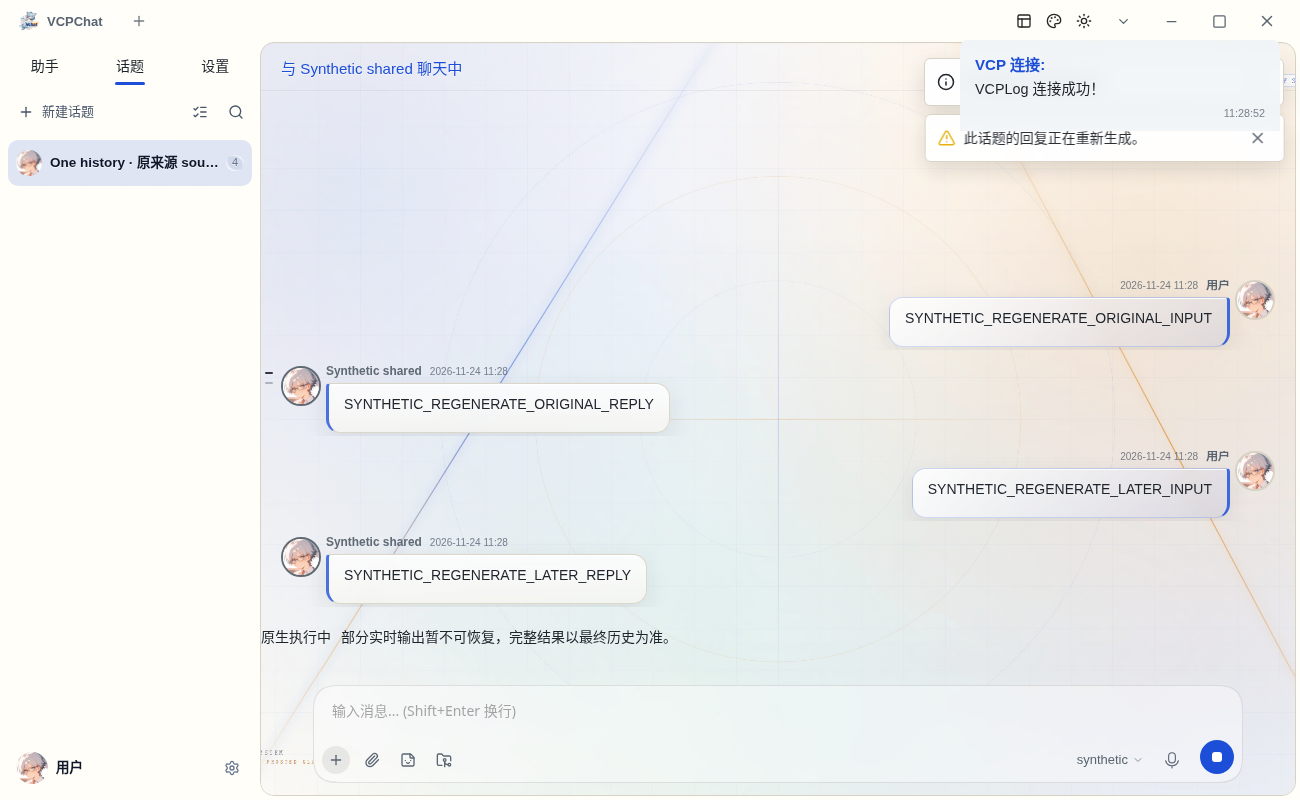 VCPChat
助手
话题
设置
新建话题
One history · 原来源 sou…
4
与 Synthetic shared 聊天中
VCP 连接:
VCPLog 连接成功！
11:28:52
此话题的回复正在重新生成。
2026-11-24 11:28 用户
SYNTHETIC_REGENERATE_ORIGINAL_INPUT
Synthetic shared 2026-11-24 11:28
SYNTHETIC_REGENERATE_ORIGINAL_REPLY
2026-11-24 11:28 用户
SYNTHETIC_REGENERATE_LATER_INPUT
Synthetic shared 2026-11-24 11:28
SYNTHETIC_REGENERATE_LATER_REPLY
原生执行中 部分实时输出暂不可恢复，完整结果以最终历史为准。
输入消息... (Shift+Enter 换行)
synthetic
用户